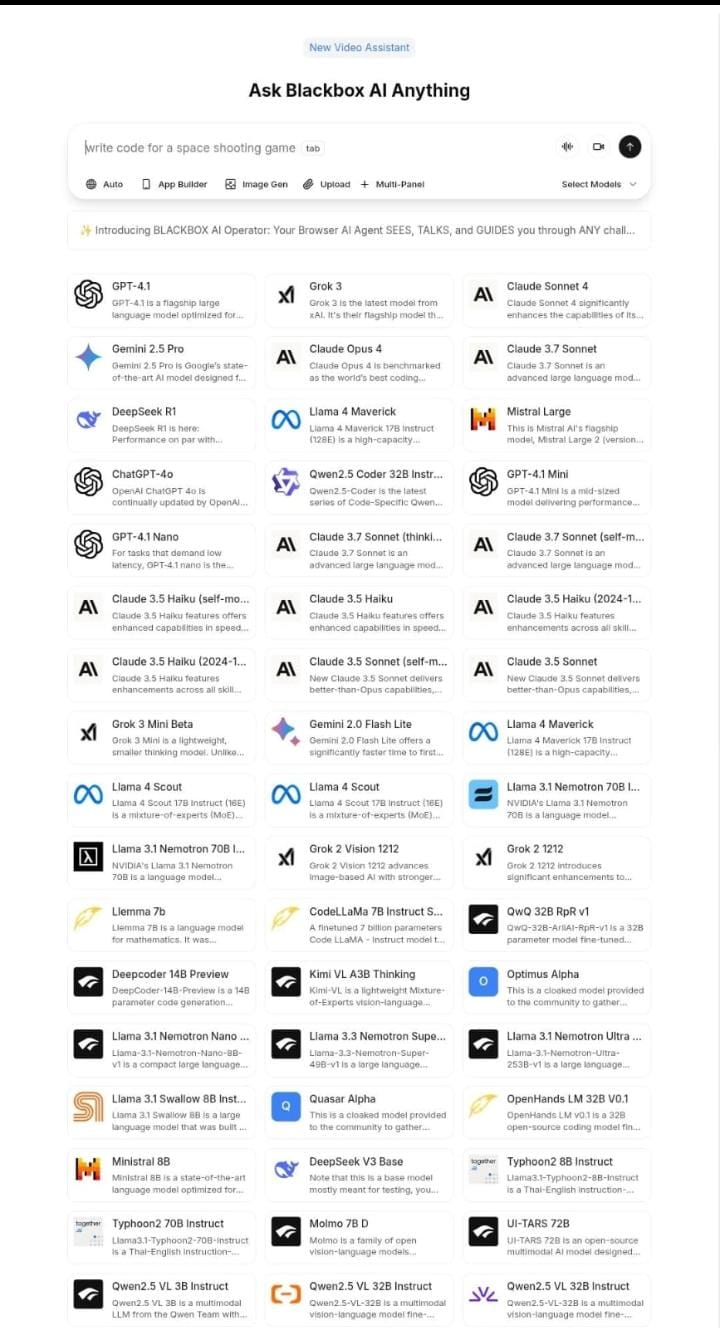 New Video Assistant
Ask Blackbox AI Anything
write code for a space shooting game tab
Auto App Builder Image Gen Upload Multi-Panel Select Models
✨ Introducing BLACKBOX AI Operator: Your Browser AI Agent SEES, TALKS, and GUIDES you through ANY chall...
GPT-4.1
GPT-4.1 is a flagship large
language model optimized for...
Grok 3
Grok 3 is the latest model from
xAI. It's their flagship model th...
Claude Sonnet 4
Claude Sonnet 4 significantly
enhances the capabilities of its...
Gemini 2.5 Pro
Gemini 2.5 Pro is Google's state-
of-the-art AI model designed f...
Claude Opus 4
Claude Opus 4 is benchmarked
as the world's best coding...
Claude 3.7 Sonnet
Claude 3.7 Sonnet is an
advanced large language mod...
DeepSeek R1
DeepSeek R1 is here:
Performance on par with...
Llama 4 Maverick
Llama 4 Maverick 17B Instruct
(128E) is a high-capacity...
Mistral Large
This is Mistral AI's flagship
model, Mistral Large 2 (version...
ChatGPT-4o
OpenAI ChatGPT 4o is
continually updated by OpenAI...
Qwen2.5 Coder 32B Instr...
Qwen2.5-Coder is the latest
series of Code-Specific Qwen...
GPT-4.1 Mini
GPT-4.1 Mini is a mid-sized
model delivering performance...
GPT-4.1 Nano
For tasks that demand low
latency, GPT-4.1 nano is the...
Claude 3.7 Sonnet (thinki...
Claude 3.7 Sonnet is an
advanced large language mod...
Claude 3.7 Sonnet (self-m...
Claude 3.7 Sonnet is an
advanced large language mod...
Claude 3.5 Haiku (self-mo...
Claude 3.5 Haiku features offers
enhanced capabilities in speed...
Claude 3.5 Haiku
Claude 3.5 Haiku features offers
enhanced capabilities in speed...
Claude 3.5 Haiku (2024-1...
Claude 3.5 Haiku features
enhancements across all skill...
Claude 3.5 Haiku (2024-1...
Claude 3.5 Haiku features
enhancements across all skill...
Claude 3.5 Sonnet (self-m...
New Claude 3.5 Sonnet delivers
better-than-Opus capabilities,...
Claude 3.5 Sonnet
New Claude 3.5 Sonnet delivers
better-than-Opus capabilities,...
Grok 3 Mini Beta
Grok 3 Mini is a lightweight,
smaller thinking model. Unlike...
Gemini 2.0 Flash Lite
Gemini 2.0 Flash Lite offers a
significantly faster time to first...
Llama 4 Maverick
Llama 4 Maverick 17B Instruct
(128E) is a high-capacity...
Llama 4 Scout
Llama 4 Scout 17B Instruct (16E)
is a mixture-of-experts (MoE)...
Llama 4 Scout
Llama 4 Scout 17B Instruct (16E)
is a mixture-of-experts (MoE)...
Llama 3.1 Nemotron 70B I...
NVIDIA's Llama 3.1 Nemotron
70B is a language model...
Llama 3.1 Nemotron 70B I...
NVIDIA's Llama 3.1 Nemotron
70B is a language model...
Grok 2 Vision 1212
Grok 2 Vision 1212 advances
image-based AI with stronger...
Grok 2 1212
Grok 2 1212 introduces
significant enhancements to...
Llemma 7b
Llemma 7B is a language model
for mathematics. It was...
CodeLLaMa 7B Instruct S...
A finetuned 7 billion parameters
Code LLaMA - Instruct model t...
QwQ 32B RpR v1
QwQ-32B-ArliAI-RpR-v1 is a 32B
parameter model fine-tuned...
Deepcoder 14B Preview
DeepCoder-14B-Preview is a 14B
parameter code generation...
Kimi VL A3B Thinking
Kimi-VL is a lightweight Mixture-
of-Experts vision-language...
O
Optimus Alpha
This is a cloaked model provided
to the community to gather...
Llama 3.1 Nemotron Nano ...
Llama-3.1-Nemotron-Nano-8B-
v1 is a compact large language...
Llama 3.3 Nemotron Supe...
Llama-3.3-Nemotron-Super-
49B-v1 is a large language...
Llama 3.1 Nemotron Ultra ...
Llama-3.1-Nemotron-Ultra-
253B-v1 is a large language...
Llama 3.1 Swallow 8B Inst...
Llama 3.1 Swallow 8B is a large
language model that was built ...
Q
Quasar Alpha
This is a cloaked model provided
to the community to gather...
OpenHands LM 32B V0.1
OpenHands LM v0.1 is a 32B
open-source coding model fin...
Ministral 8B
Ministral 8B is a state-of-the-art
language model optimized for...
DeepSeek V3 Base
Note that this is a base model
mostly meant for testing, you...
together
Typhoon2 8B Instruct
Llama3.1-Typhoon2-8B-Instruct
is a Thai-English instruction-...
together
Typhoon2 70B Instruct
Llama3.1-Typhoon2-70B-Instruct
is a Thai-English instruction-...
Molmo 7B D
Molmo is a family of open
vision-language models...
UI-TARS 72B
UI-TARS 72B is an open-source
multimodal AI model designed...
Qwen2.5 VL 3B Instruct
Qwen2.5 VL 3B is a multimodal
LLM from the Qwen Team with...
Qwen2.5 VL 32B Instruct
Qwen2.5-VL-32B is a multimodal
vision-language model fine-...
Qwen2.5 VL 32B Instruct
Qwen2.5-VL-32B is a multimodal
vision-language model fine-...